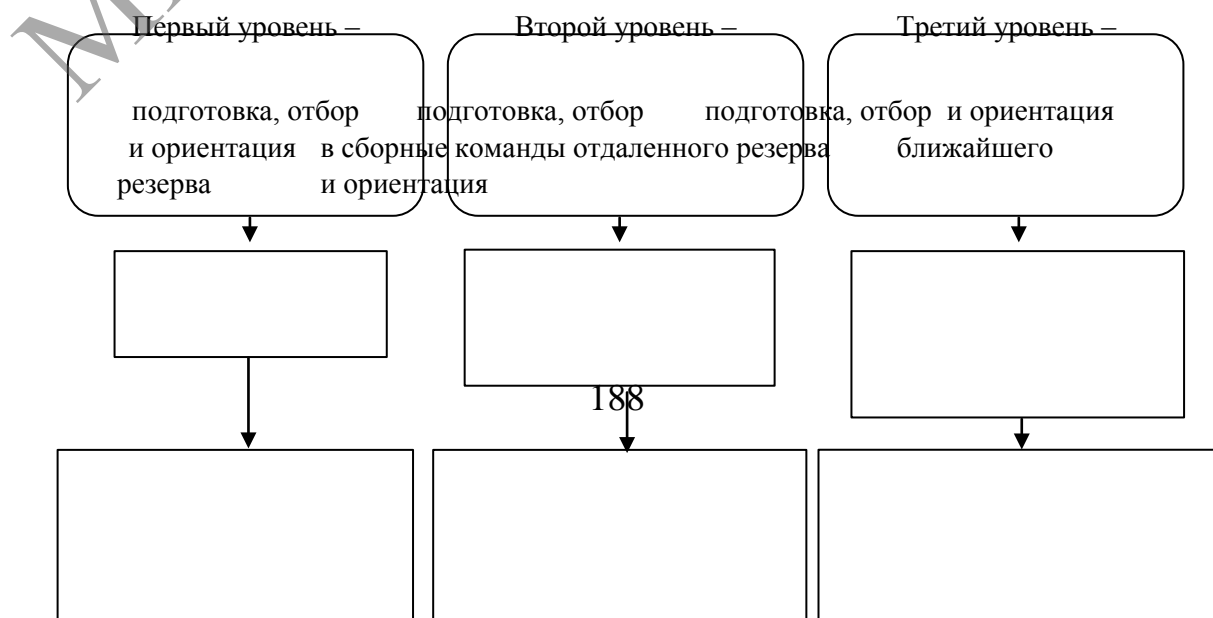 Первый уровень – Второй уровень – Третий уровень –
подготовка, отбор подготовка, отбор подготовка, отбор и ориентация
и ориентация в сборные команды отдаленного резерва ближайшего
резерва и ориентация
188